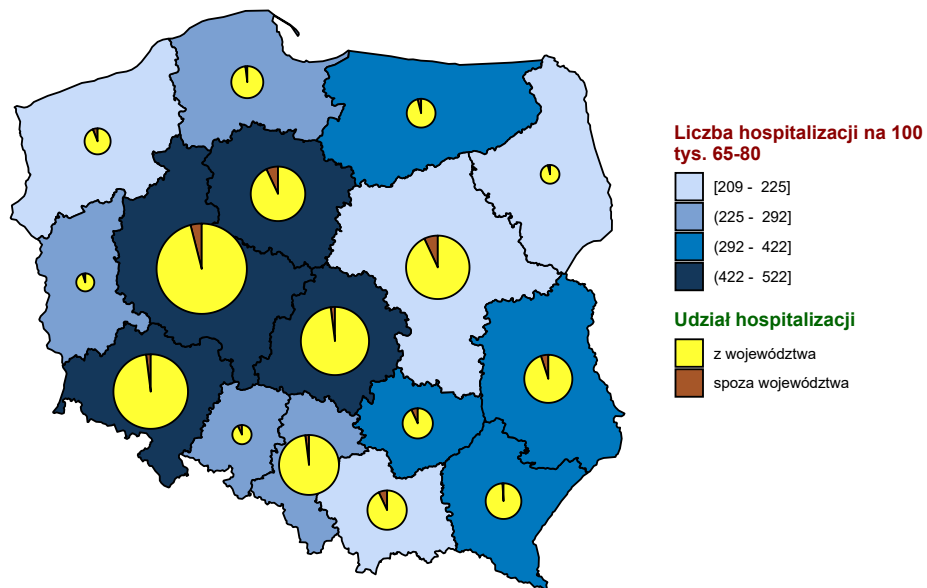 Liczba hospitalizacji na 100
tys. 65-80
[209 - 225]
(225 - 292]
(292 - 422]
(422 - 522]
Udział hospitalizacji
z województwa
spoza województwa